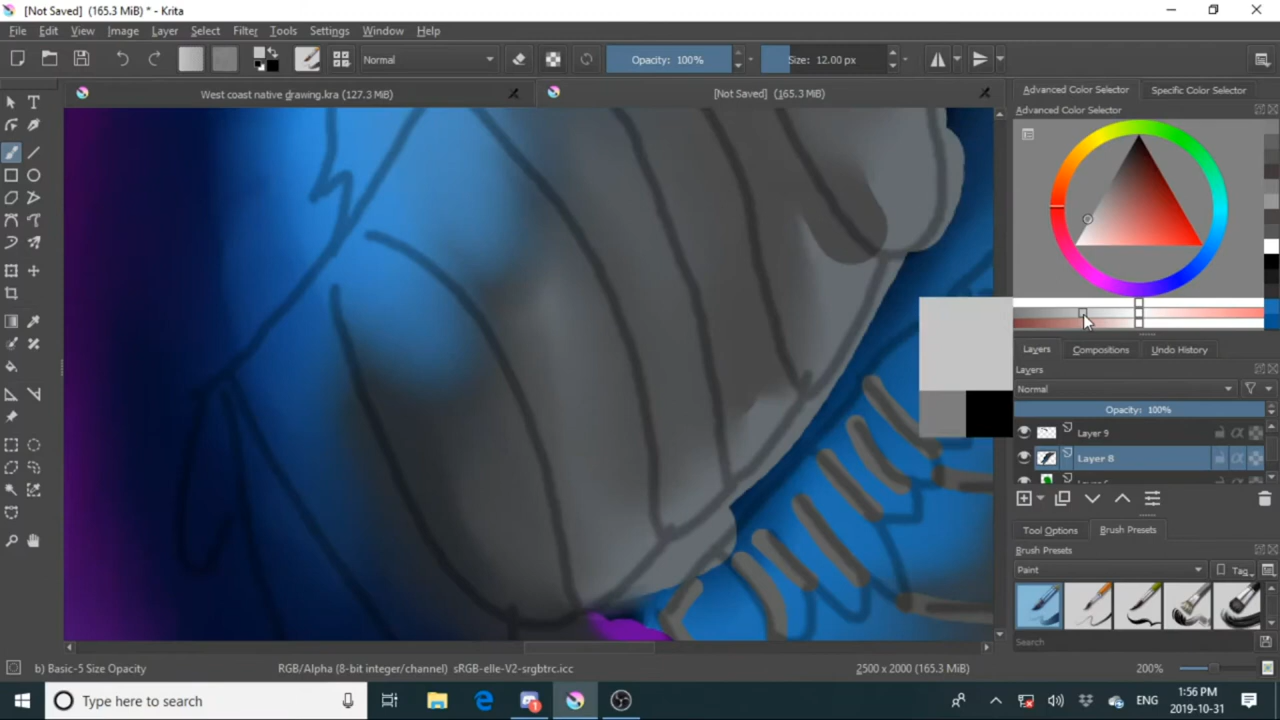 [Not Saved] (165.3 MiB) * - Krita
File Edit View Image Layer Select Filter Tools Settings Window Help
Normal Opacity: 100% Size: 12.00 px
West coast native drawing.kra (127.3 MiB) [Not Saved] (165.3 MiB)
Advanced Color Selector Specific Color Selector
Advanced Color Selector
Layers Compositions Undo History
Layers
Normal
Opacity: 100%
Layer 9
Layer 8
Tool Options Brush Presets
Brush Presets
Paint Tag
Search
b) Basic-5 Size Opacity RGB/Alpha (8-bit integer/channel) sRGB-elle-V2-srgbtrc.icc 2500 x 2000 (165.3 MiB) 200%
Type here to search ENG 1:56 PM
2019-10-31